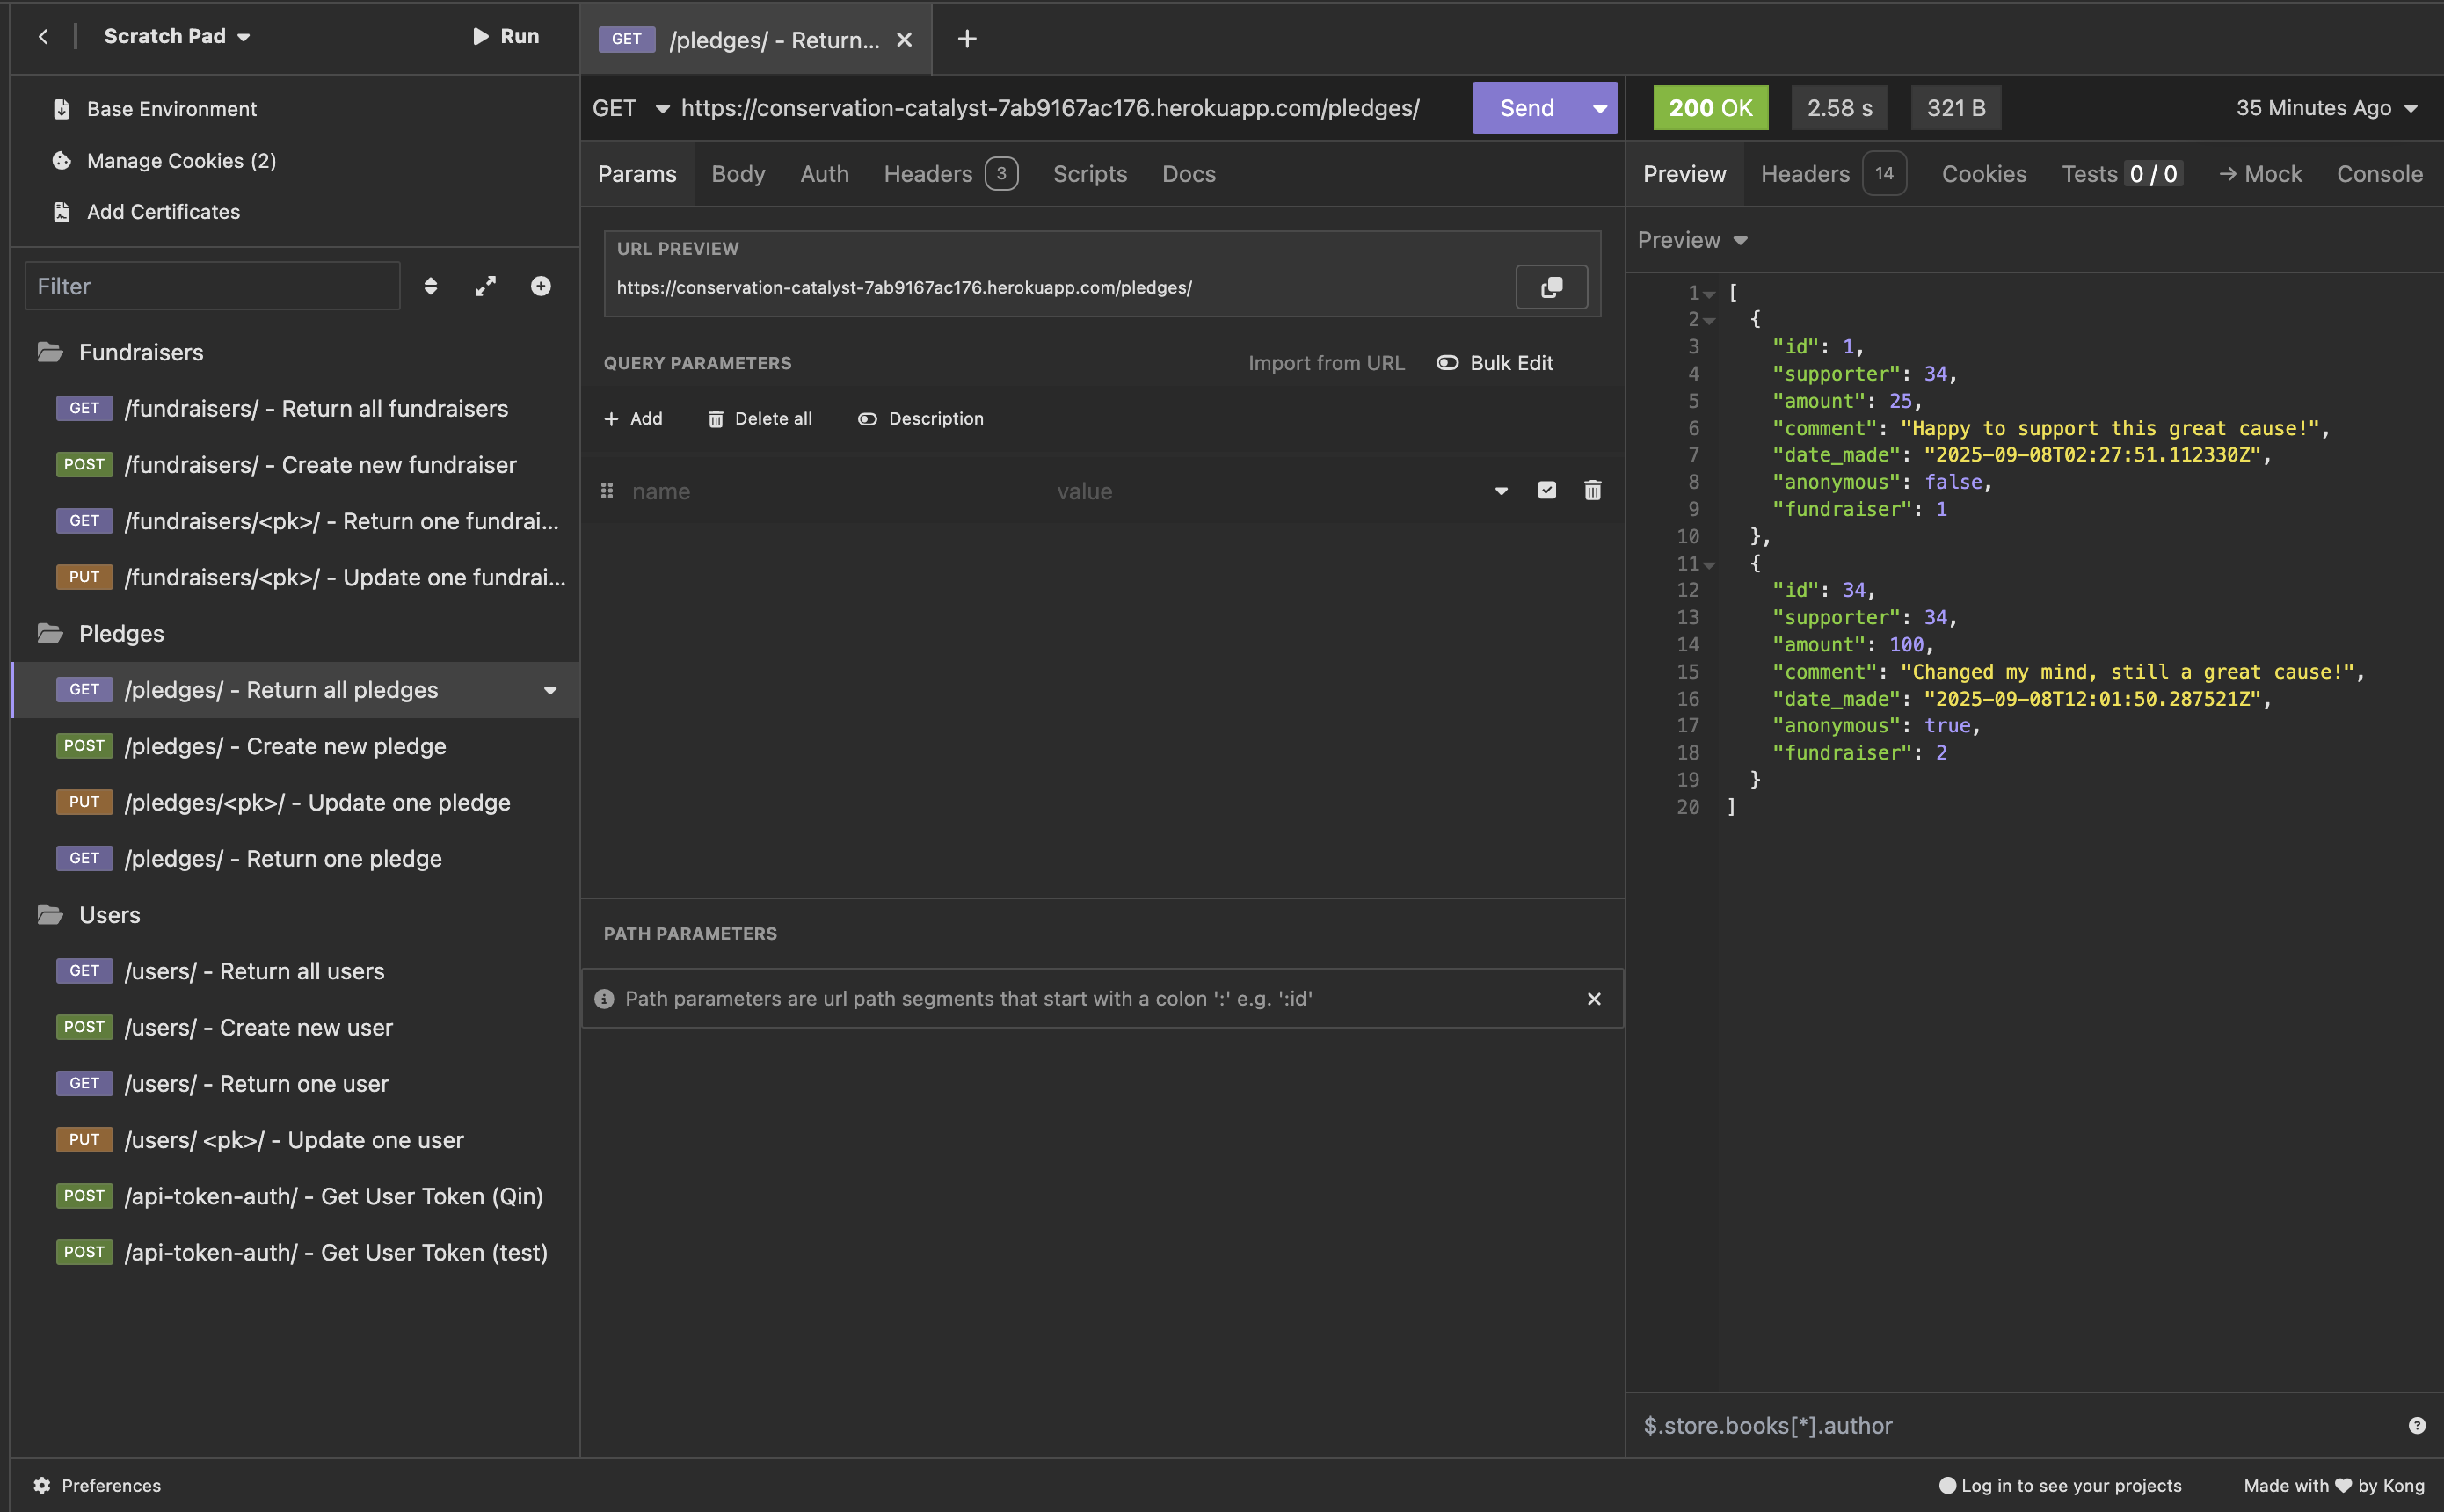 Scratch Pad
Run
Base Environment
Manage Cookies (2)
Add Certificates
Filter
Fundraisers
GET /fundraisers/ - Return all fundraisers
POST /fundraisers/ - Create new fundraiser
GET /fundraisers/<pk>/ - Return one fundrai...
PUT /fundraisers/<pk>/ - Update one fundrai...
Pledges
GET /pledges/ - Return all pledges
POST /pledges/ - Create new pledge
PUT /pledges/<pk>/ - Update one pledge
GET /pledges/ - Return one pledge
Users
GET /users/ - Return all users
POST /users/ - Create new user
GET /users/ - Return one user
PUT /users/ <pk>/ - Update one user
POST /api-token-auth/ - Get User Token (Qin)
POST /api-token-auth/ - Get User Token (test)
Preferences
GET /pledges/ - Return...
GET https://conservation-catalyst-7ab9167ac176.herokuapp.com/pledges/ Send
Params Body Auth Headers 3 Scripts Docs
URL PREVIEW
https://conservation-catalyst-7ab9167ac176.herokuapp.com/pledges/
QUERY PARAMETERS Import from URL Bulk Edit
Add Delete all Description
name value
PATH PARAMETERS
Path parameters are url path segments that start with a colon ':' e.g. ':id'
200 OK 2.58 s 321 B 35 Minutes Ago
Preview Headers 14 Cookies Tests 0 / 0 → Mock Console
Preview
1 [
2 {
3 "id": 1,
4 "supporter": 34,
5 "amount": 25,
6 "comment": "Happy to support this great cause!",
7 "date_made": "2025-09-08T02:27:51.112330Z",
8 "anonymous": false,
9 "fundraiser": 1
10 },
11 {
12 "id": 34,
13 "supporter": 34,
14 "amount": 100,
15 "comment": "Changed my mind, still a great cause!",
16 "date_made": "2025-09-08T12:01:50.287521Z",
17 "anonymous": true,
18 "fundraiser": 2
19 }
20 ]
$.store.books[*].author
Log in to see your projects
Made with ♥ by Kong